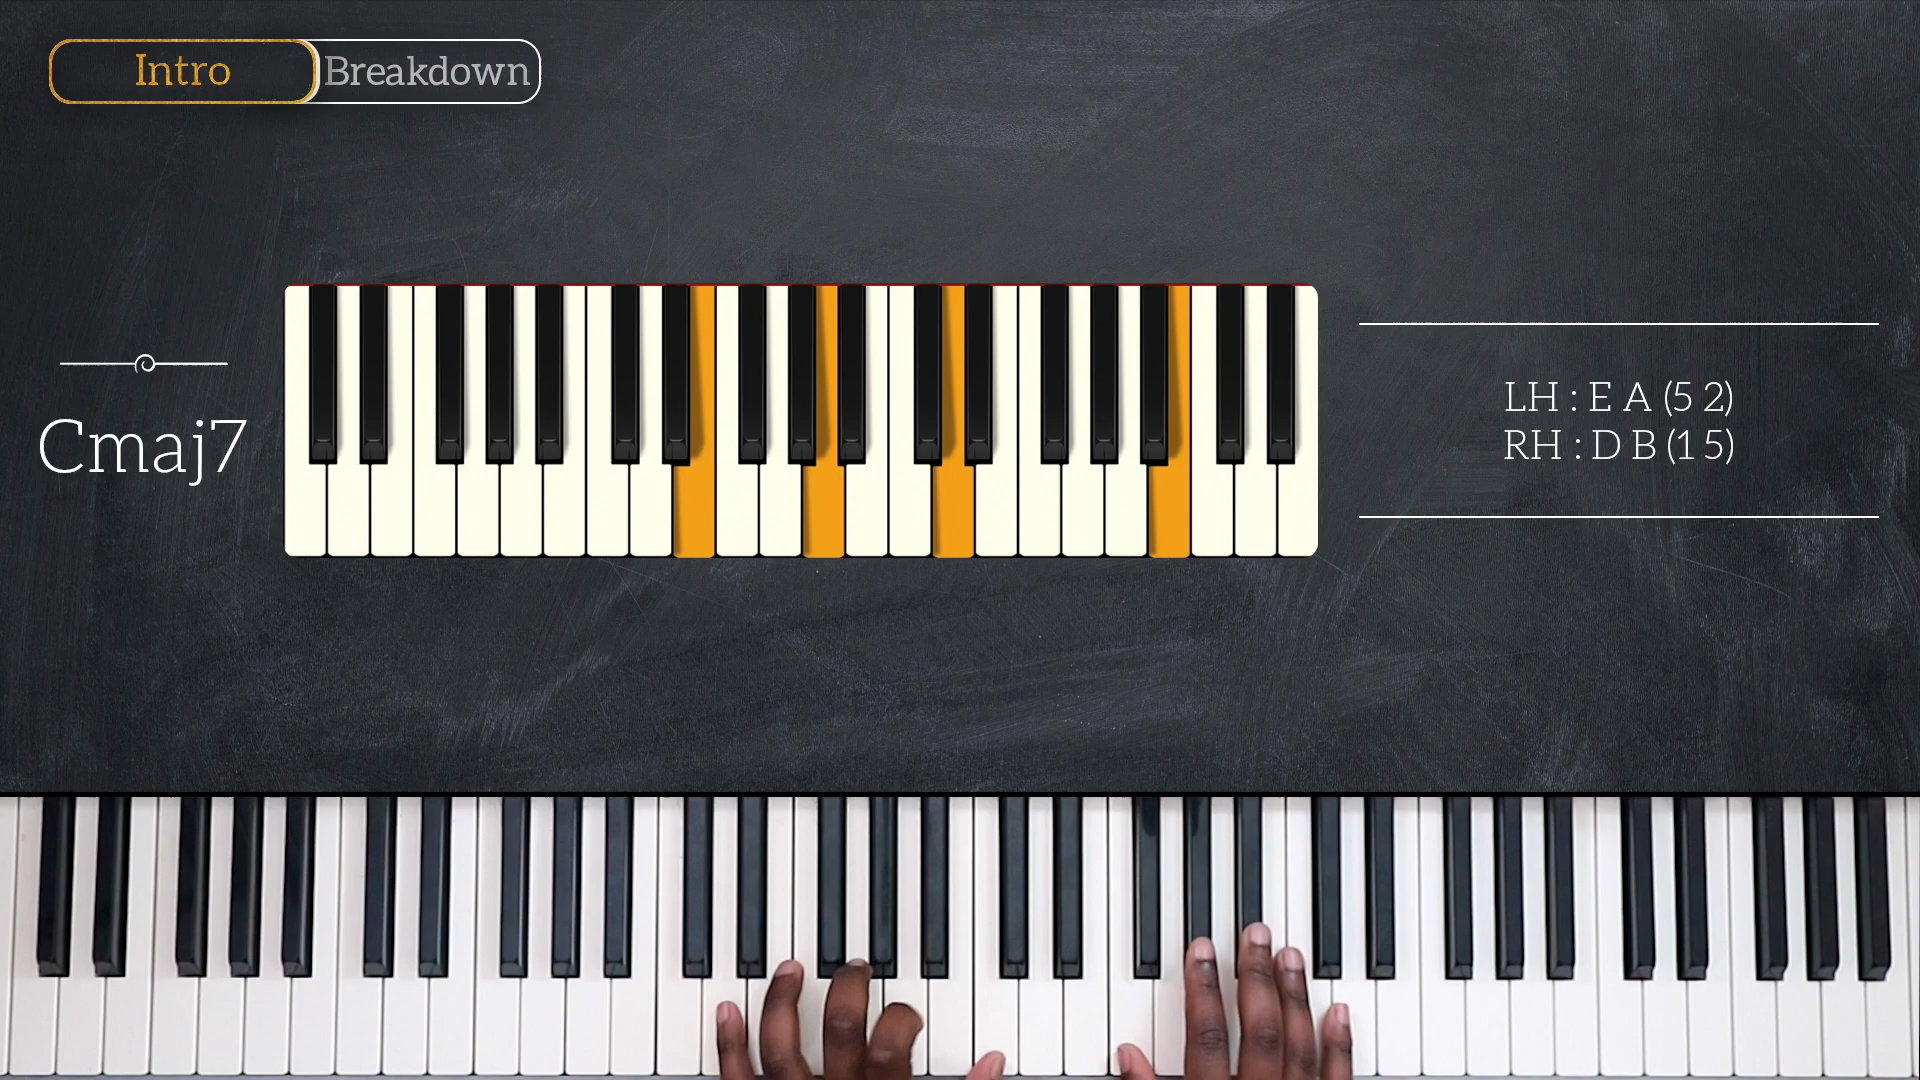 Intro
Breakdown
Cmaj7
LH : E A (5 2)
RH : D B (1 5)